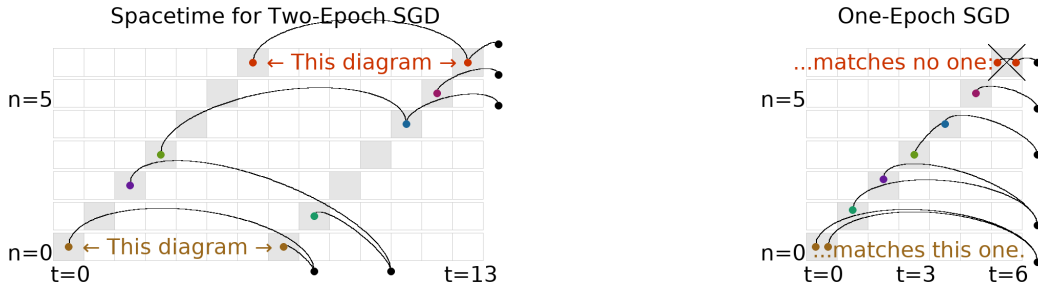 Spacetime for Two-Epoch SGD
← This diagram →
n=5
← This diagram →
n=0
t=0
t=13
One-Epoch SGD
...matches no one:
n=5
n=0
...matches this one.
t=0
t=3
t=6